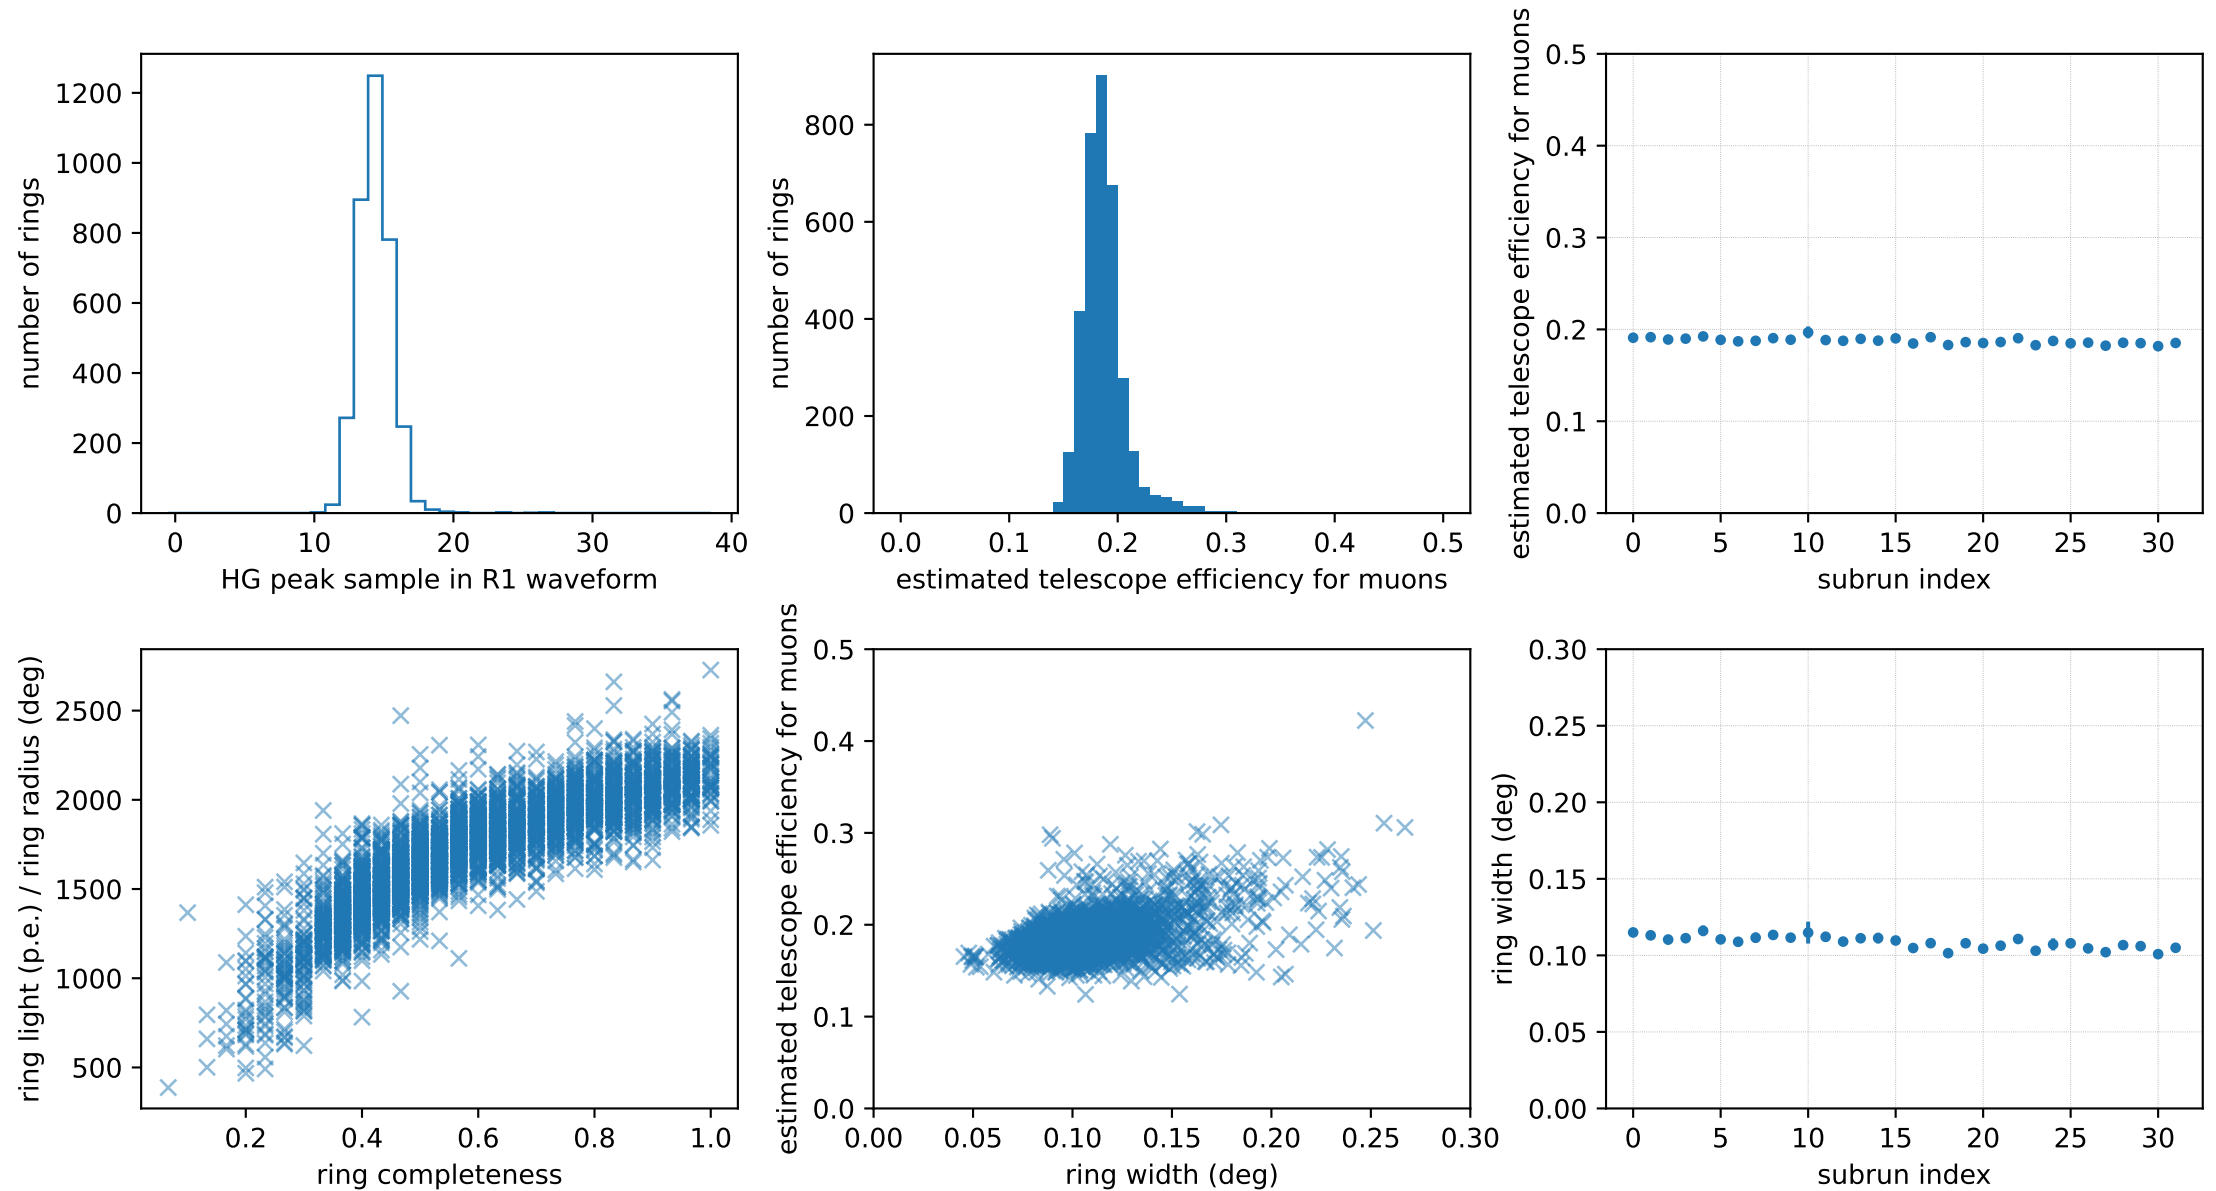 number of rings
1200
1000
800
600
400
200
0
0 10 20 30 40
HG peak sample in R1 waveform
number of rings
800
600
400
200
0
0.0 0.1 0.2 0.3 0.4 0.5
estimated telescope efficiency for muons
estimated telescope efficiency for muons
0.5
0.4
0.3
0.2
0.1
0.0
0 5 10 15 20 25 30
subrun index
ring light (p.e.) / ring radius (deg)
2500
2000
1500
1000
500
0.2 0.4 0.6 0.8 1.0
ring completeness
estimated telescope efficiency for muons
0.5
0.4
0.3
0.2
0.1
0.0
0.00 0.05 0.10 0.15 0.20 0.25 0.30
ring width (deg)
ring width (deg)
0.30
0.25
0.20
0.15
0.10
0.05
0.00
0 5 10 15 20 25 30
subrun index